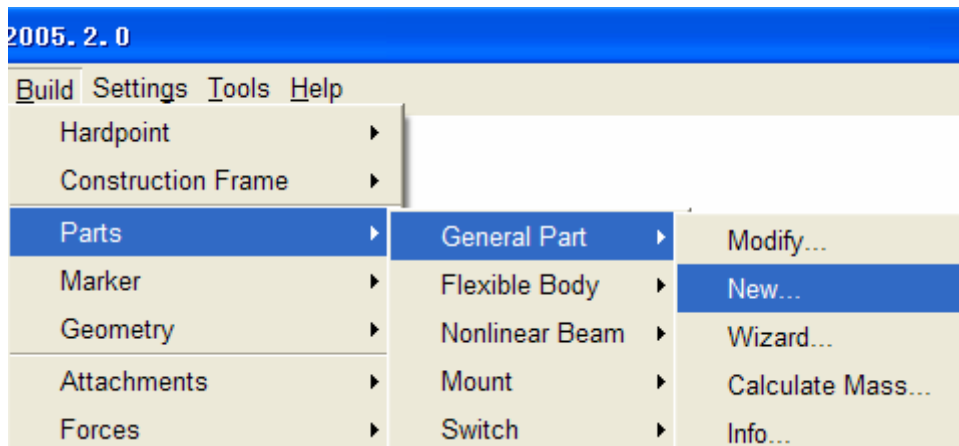 2005.2.0
Build Settings Tools Help
Hardpoint
Construction Frame
Parts
Marker
Geometry
Attachments
Forces
General Part
Flexible Body
Nonlinear Beam
Mount
Switch
Modify...
New...
Wizard...
Calculate Mass...
Info...